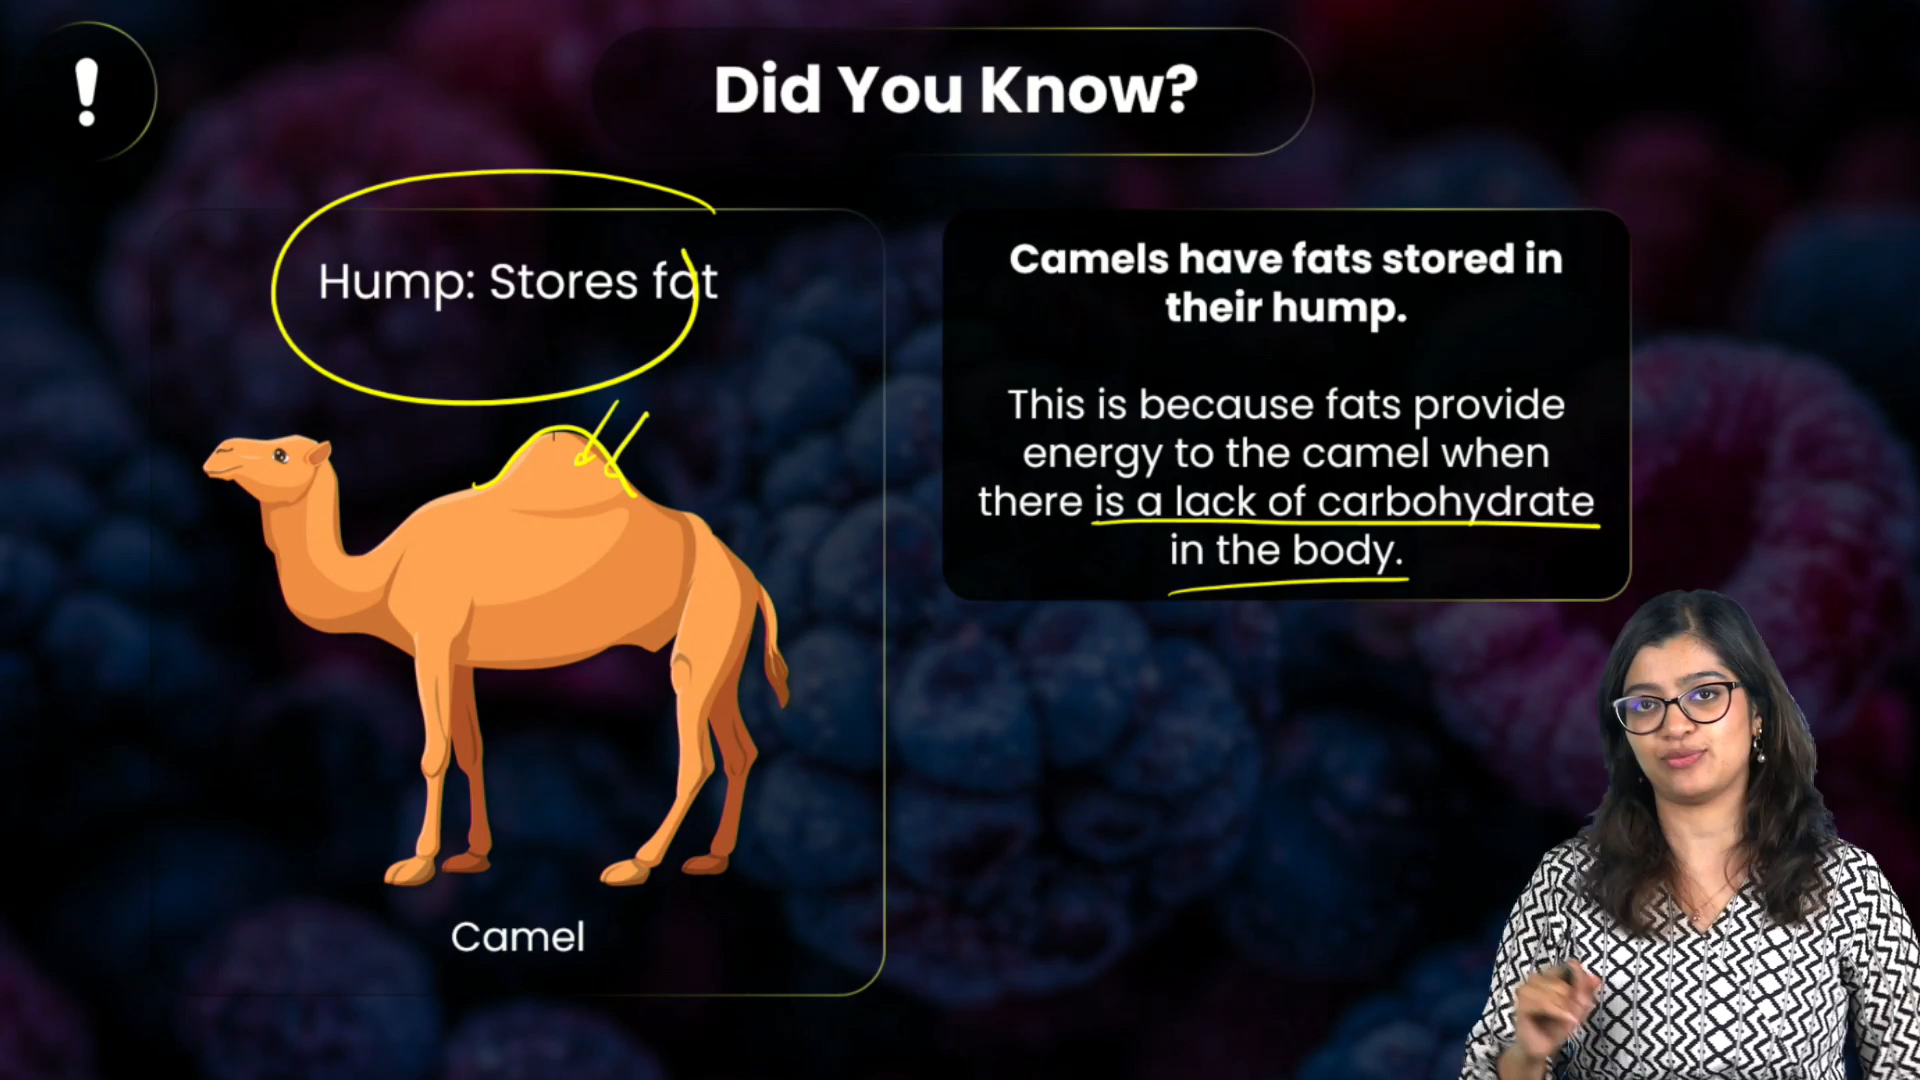 !
Did You Know?
Hump: Stores fat
Camels have fats stored in
their hump.
This is because fats provide
energy to the camel when
there is a lack of carbohydrate
in the body.
Camel